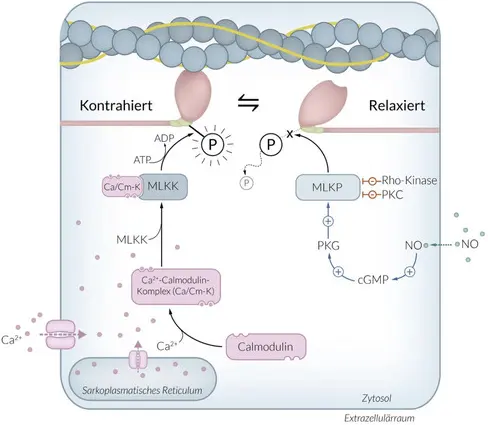 Kontrahiert
Relaxiert
ADP
ATP
P
P
x
P
Ca/Cm-K
MLKK
MLKP
Rho-Kinase
PKC
MLKK
PKG
NO
NO
cGMP
Ca²⁺-Calmodulin-
Komplex (Ca/Cm-K)
Ca²⁺
Ca²⁺
Calmodulin
Sarkoplasmatisches Reticulum
Zytosol
Extrazellulärraum